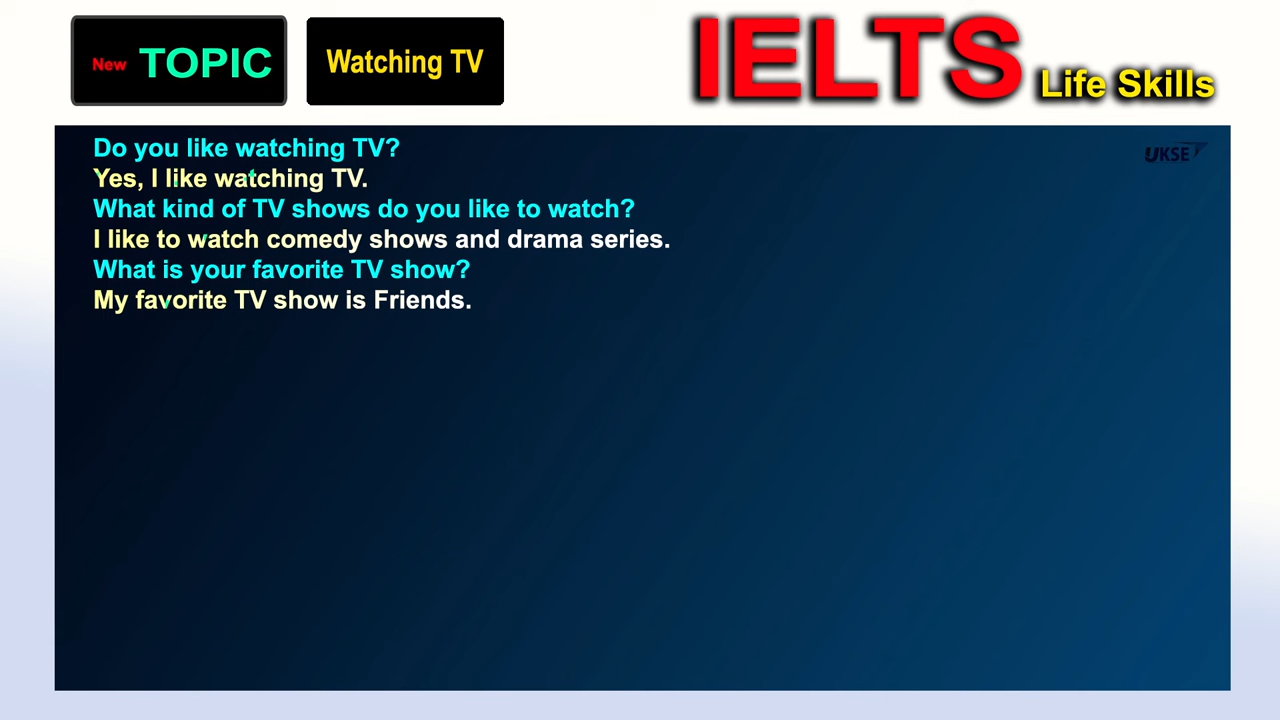 New TOPIC
Watching TV
IELTS Life Skills
UKSE
Do you like watching TV?
Yes, I like watching TV.
What kind of TV shows do you like to watch?
I like to watch comedy shows and drama series.
What is your favorite TV show?
My favorite TV show is Friends.